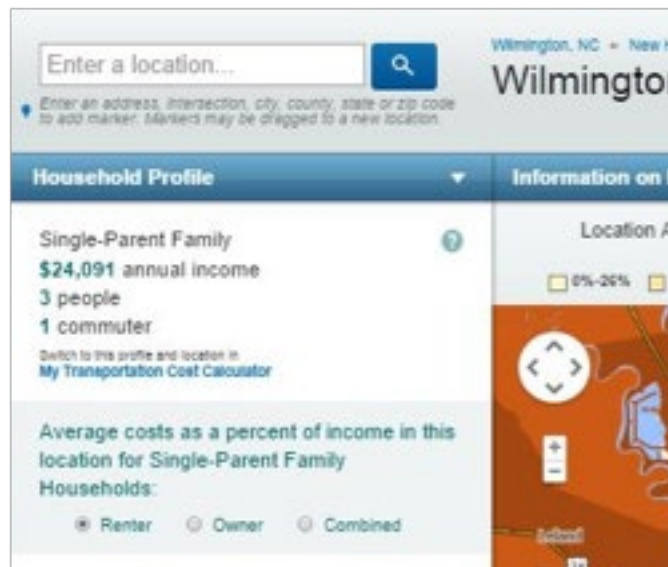 Enter a location...
Wilmington, NC » New
Wilmingto
Enter an address, intersection, city, county, state or zip code
to add marker. Markers may be dragged to a new location.
Household Profile
Information on
Single-Parent Family
$24,091 annual income
3 people
1 commuter
Switch to this profile and location in
My Transportation Cost Calculator
Location A
0%-26%
Average costs as a percent of income in this
location for Single-Parent Family
Households:
Renter Owner Combined
Leland